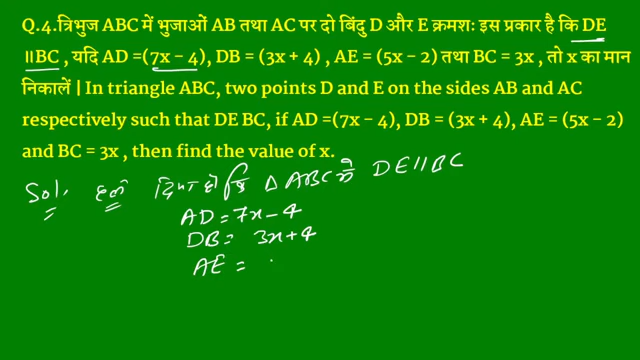 Q.4.त्रिभुज ABC में भुजाओं AB तथा AC पर दो बिंदु D और E क्रमशः इस प्रकार है कि DE
॥BC , यदि AD =(7x – 4), DB = (3x + 4), AE = (5x – 2) तथा BC = 3x , तो x का मान
निकालें | In triangle ABC, two points D and E on the sides AB and AC
respectively such that DE BC, if AD =(7x – 4), DB = (3x + 4), AE = (5x – 2)
and BC = 3x , then find the value of x.
Sol. हल दिया है कि Δ ABC में DE॥BC
AD = 7x – 4
DB = 3x + 4
AE =